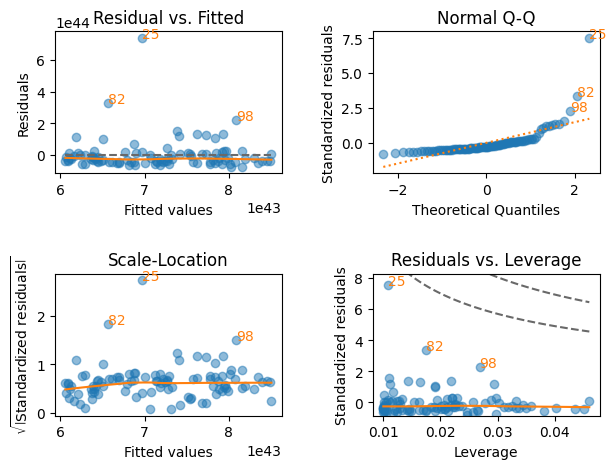 Residual vs. Fitted
1e44
6
4
2
0
Residuals
25
82
98
6
7
8
1e43
Fitted values
Normal Q-Q
7.5
5.0
2.5
0.0
Standardized residuals
25
82
98
−2
0
2
Theoretical Quantiles
Scale-Location
2
1
0
√|Standardized residuals|
25
82
98
6
7
8
1e43
Fitted values
Residuals vs. Leverage
8
6
4
2
0
Standardized residuals
25
82
98
0.01
0.02
0.03
0.04
Leverage